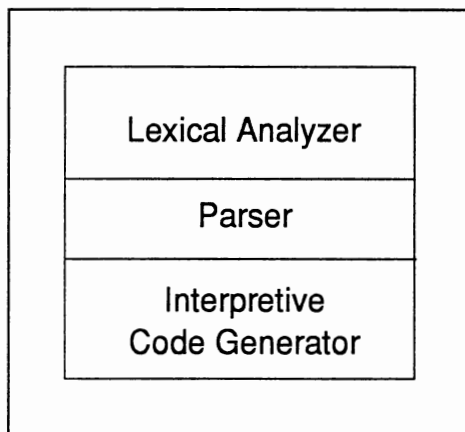 Lexical Analyzer
Parser
Interpretive
Code Generator